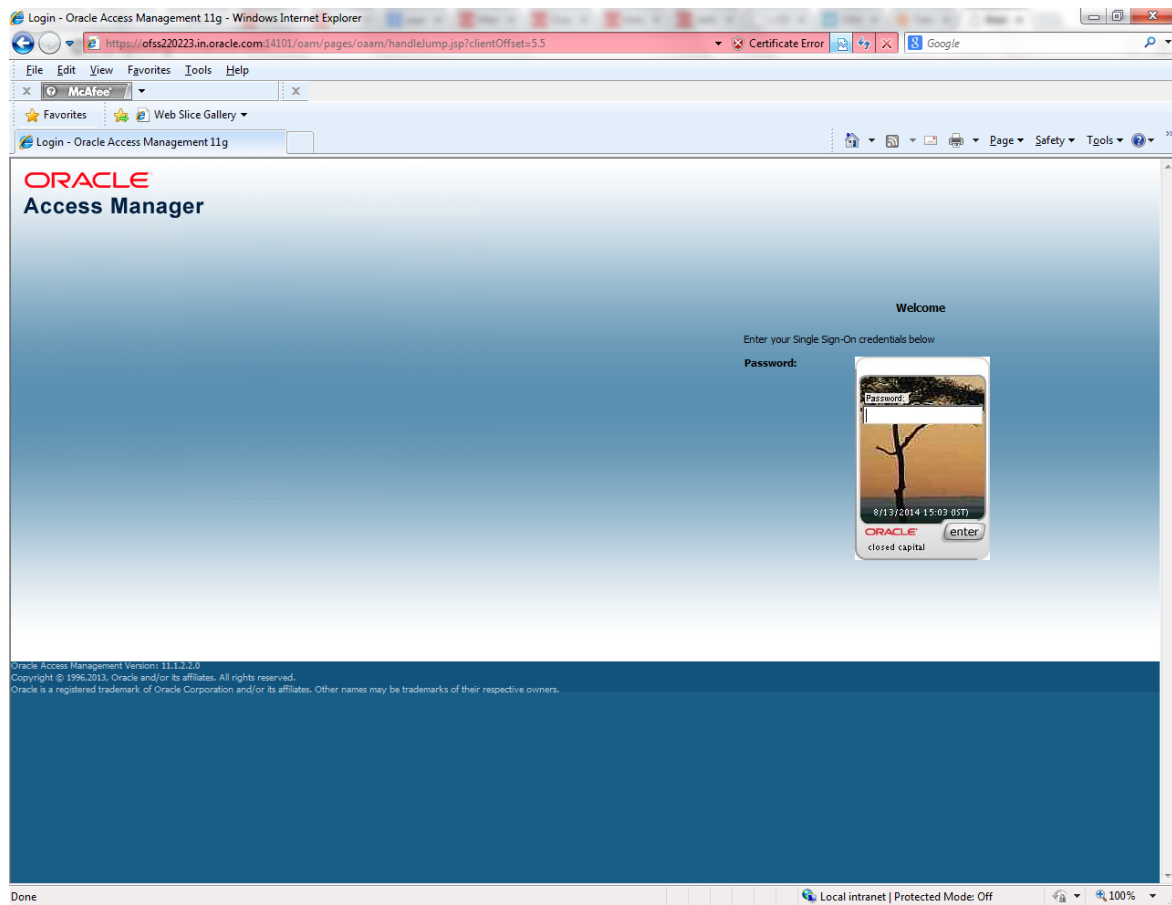 Login - Oracle Access Management 11g - Windows Internet Explorer
https://ofss220223.in.oracle.com:14101/oam/pages/oaam/handleJump.jsp?clientOffset=5.5 Certificate Error Google
File Edit View Favorites Tools Help
X McAfee X
Favorites Web Slice Gallery
Login - Oracle Access Management 11g Page Safety Tools
ORACLE
Access Manager
Welcome
Enter your Single Sign-On credentials below
Password:
Password:
8/13/2014 15:03 (IST)
ORACLE enter
closed capital
Oracle Access Management Version: 11.1.2.2.0
Copyright © 1996,2013, Oracle and/or its affiliates. All rights reserved.
Oracle is a registered trademark of Oracle Corporation and/or its affiliates. Other names may be trademarks of their respective owners.
Done Local intranet | Protected Mode: Off 100%